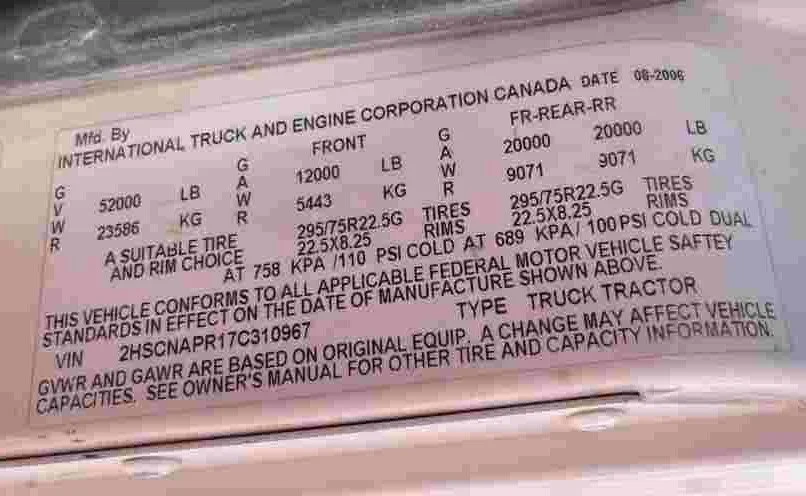 Mfd. By
INTERNATIONAL TRUCK AND ENGINE CORPORATION CANADA DATE 08-2006
G V W R 52000 LB 23586 KG
G A W R FRONT 12000 LB 5443 KG
G A W R FR-REAR-RR 20000 20000 LB 9071 9071 KG
A SUITABLE TIRE AND RIM CHOICE
295/75R22.5G TIRES 295/75R22.5G TIRES
22.5X8.25 RIMS 22.5X8.25 RIMS
AT 758 KPA /110 PSI COLD AT 689 KPA/ 100 PSI COLD DUAL
THIS VEHICLE CONFORMS TO ALL APPLICABLE FEDERAL MOTOR VEHICLE SAFTEY
STANDARDS IN EFFECT ON THE DATE OF MANUFACTURE SHOWN ABOVE.
VIN 2HSCNAPR17C310967 TYPE TRUCK TRACTOR
GVWR AND GAWR ARE BASED ON ORIGINAL EQUIP. A CHANGE MAY AFFECT VEHICLE
CAPACITIES. SEE OWNER'S MANUAL FOR OTHER TIRE AND CAPACITY INFORMATION.